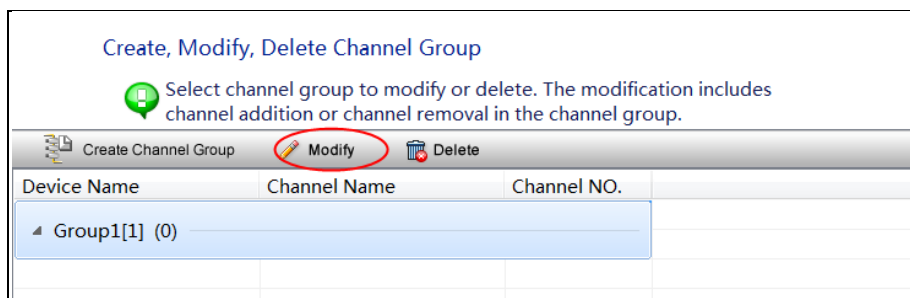 Create, Modify, Delete Channel Group
Select channel group to modify or delete. The modification includes
channel addition or channel removal in the channel group.
Create Channel Group Modify Delete
Device Name Channel Name Channel NO.
Group1[1] (0)